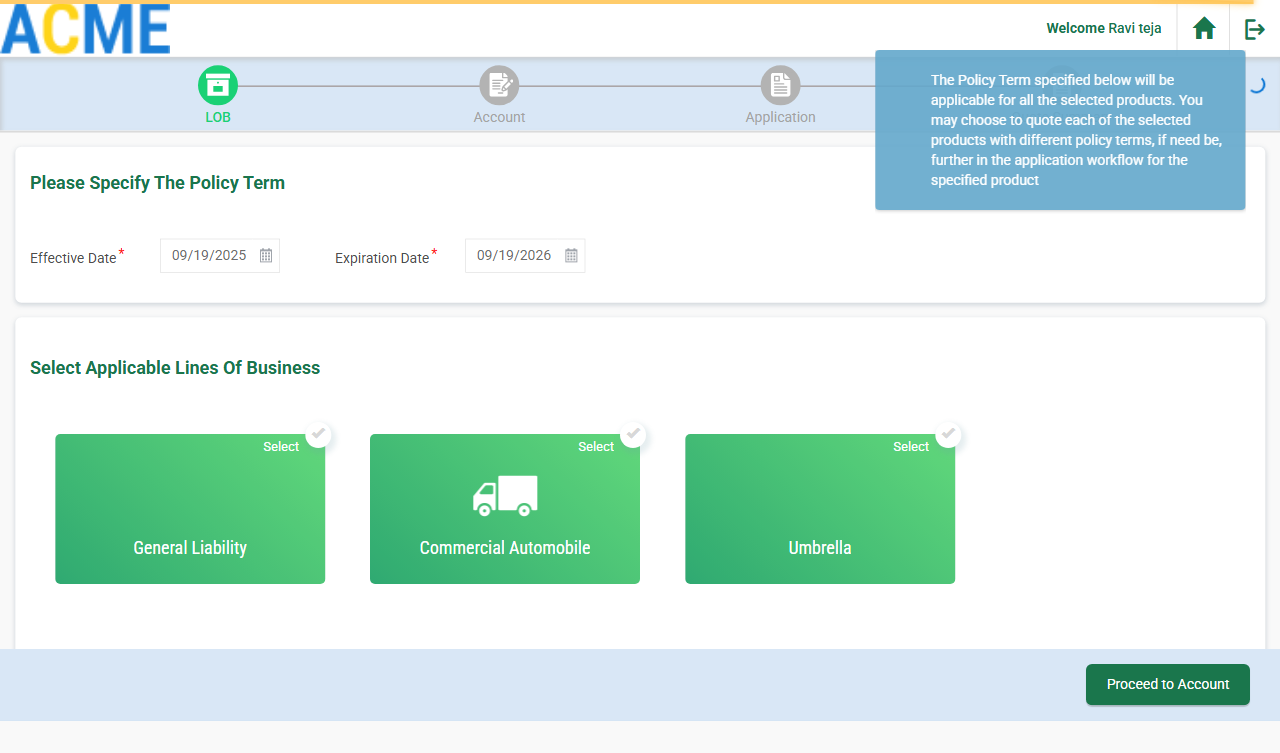 ACME
Welcome Ravi teja
LOB
Account
Application
The Policy Term specified below will be
applicable for all the selected products. You
may choose to quote each of the selected
products with different policy terms, if need be,
further in the application workflow for the
specified product
Please Specify The Policy Term
Effective Date* 09/19/2025
Expiration Date* 09/19/2026
Select Applicable Lines Of Business
Select
General Liability
Select
Commercial Automobile
Select
Umbrella
Proceed to Account